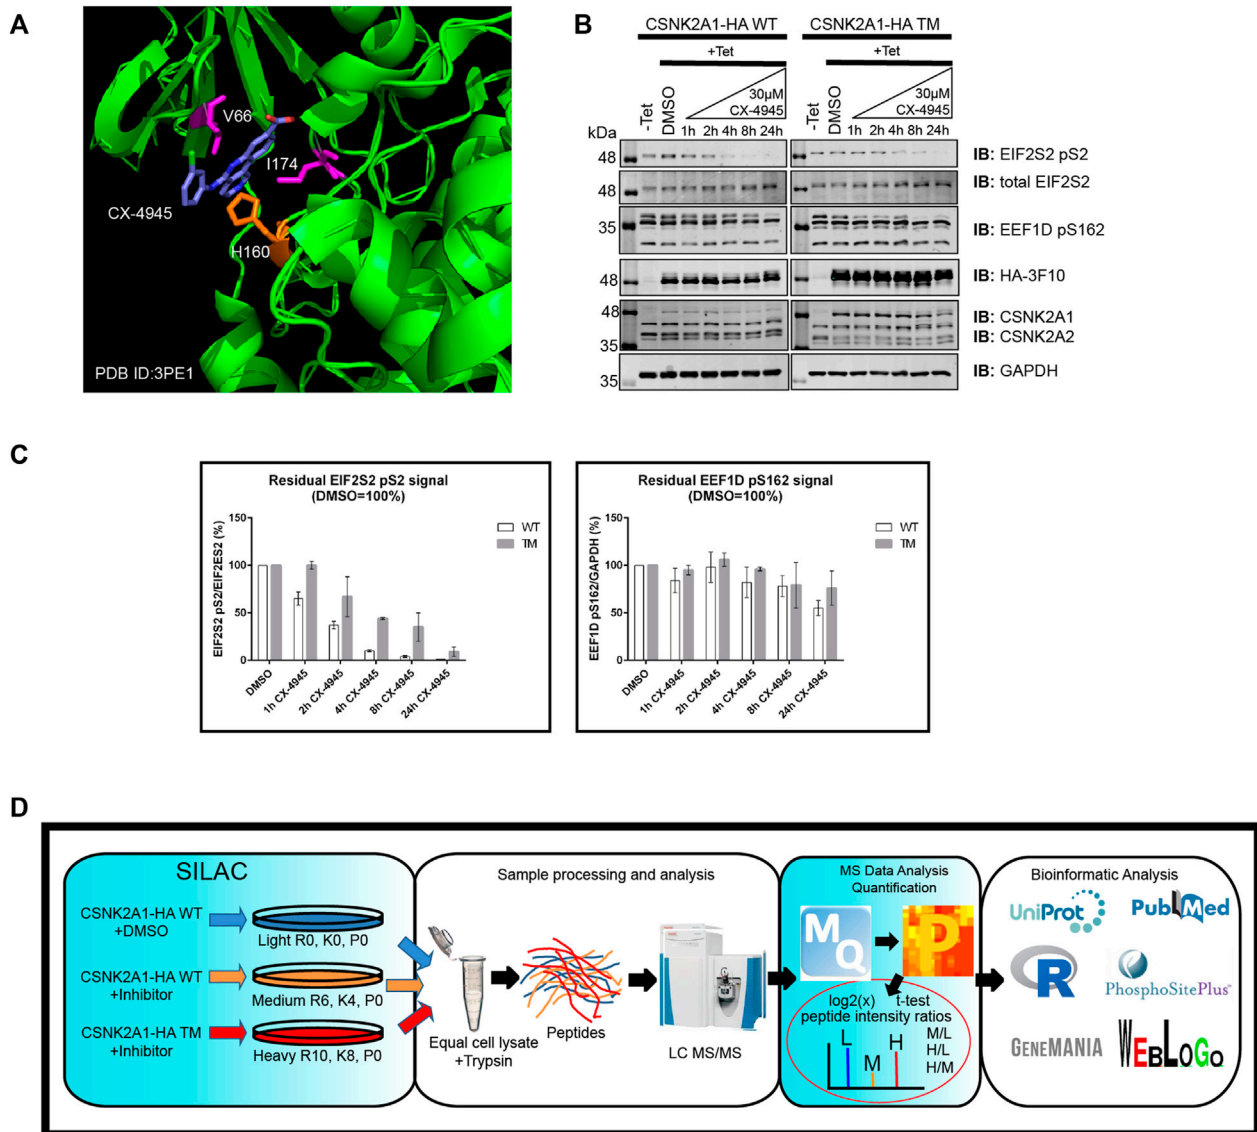 A
V66
I174
CX-4945
H160
PDB ID:3PE1
B
CSNK2A1-HA WT
CSNK2A1-HA TM
+Tet
+Tet
-Tet
DMSO
30µM
CX-4945
1h 2h 4h 8h 24h
-Tet
DMSO
30µM
CX-4945
1h 2h 4h 8h 24h
kDa
48
IB: EIF2S2 pS2
48
IB: total EIF2S2
35
IB: EEF1D pS162
48
IB: HA-3F10
48
IB: CSNK2A1
IB: CSNK2A2
35
IB: GAPDH
35
C
Residual EIF2S2 pS2 signal
(DMSO=100%)
EIF2S2 pS2/EIF2ES2 (%)
150
100
50
0
DMSO
1h CX-4945
2h CX-4945
4h CX-4945
8h CX-4945
24h CX-4945
WT
TM
Residual EEF1D pS162 signal
(DMSO=100%)
EEF1D pS162/GAPDH (%)
150
100
50
0
DMSO
1h CX-4945
2h CX-4945
4h CX-4945
8h CX-4945
24h CX-4945
WT
TM
D
SILAC
CSNK2A1-HA WT
+DMSO
Light R0, K0, P0
CSNK2A1-HA WT
+Inhibitor
Medium R6, K4, P0
CSNK2A1-HA TM
+Inhibitor
Heavy R10, K8, P0
Sample processing and analysis
Equal cell lysate
+Trypsin
Peptides
LC MS/MS
MS Data Analysis
Quantification
M
Q
P
log2(x) t-test
peptide intensity ratios
L
M
H
M/L
H/L
H/M
Bioinformatic Analysis
UniProt
PubMed
R
PhosphoSitePlus™
GENEMANIA
WEBLOGO